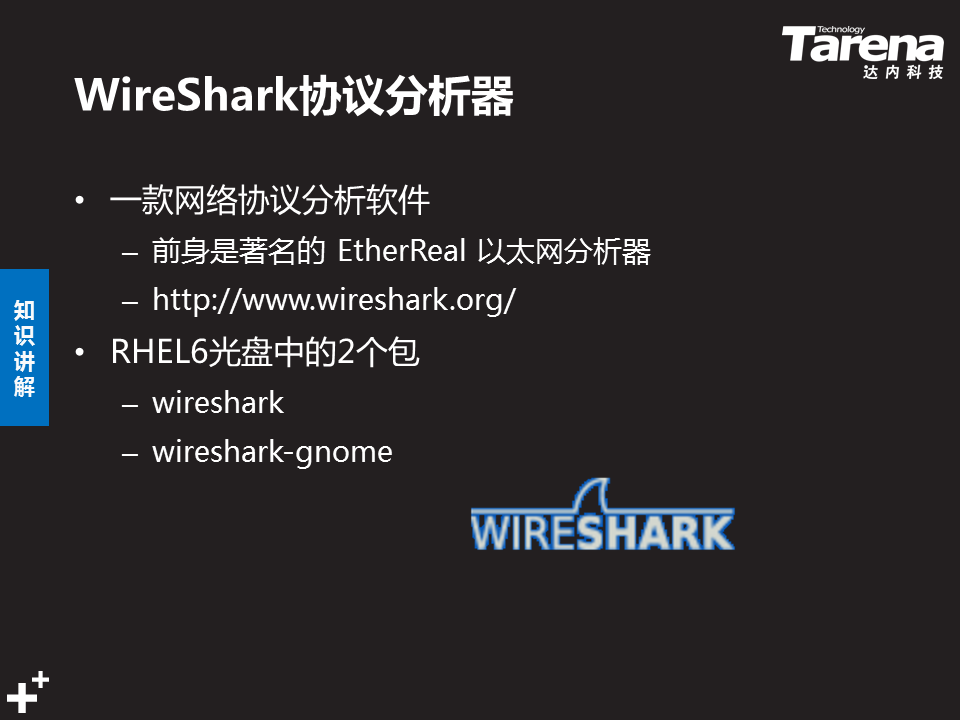 Technology
Tarena
达内科技
WireShark协议分析器
• 一款网络协议分析软件
– 前身是著名的 EtherReal 以太网分析器
– http://www.wireshark.org/
知识讲解
• RHEL6光盘中的2个包
– wireshark
– wireshark-gnome
WIRESHARK